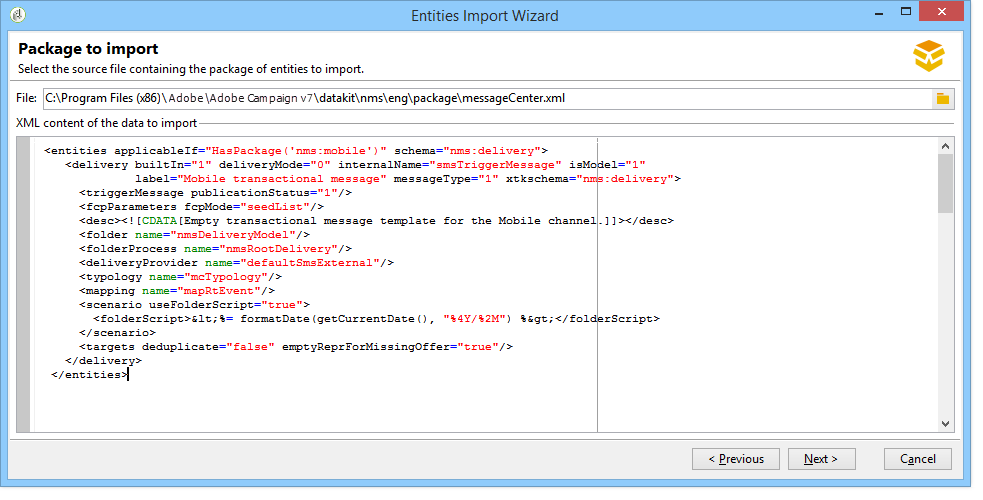 Entities Import Wizard
Package to import
Select the source file containing the package of entities to import.
File: C:\Program Files (x86)\Adobe\Adobe Campaign v7\datakit\nms\eng\package\messageCenter.xml
XML content of the data to import
<entities applicableIf="HasPackage('nms:mobile')" schema="nms:delivery">
<delivery builtIn="1" deliveryMode="0" internalName="smsTriggerMessage" isModel="1"
label="Mobile transactional message" messageType="1" xtkschema="nms:delivery">
<triggerMessage publicationStatus="1"/>
<fcpParameters fcpMode="seedList"/>
<desc><![CDATA[Empty transactional message template for the Mobile channel.]]></desc>
<folder name="nmsDeliveryModel"/>
<folderProcess name="nmsRootDelivery"/>
<deliveryProvider name="defaultSmsExternal"/>
<typology name="mcTypology"/>
<mapping name="mapRtEvent"/>
<scenario useFolderScript="true">
<folderScript>&lt;%= formatDate(getCurrentDate(), "%4Y/%2M") %&gt;</folderScript>
</scenario>
<targets deduplicate="false" emptyReprForMissingOffer="true"/>
</delivery>
</entities>
< Previous
Next >
Cancel